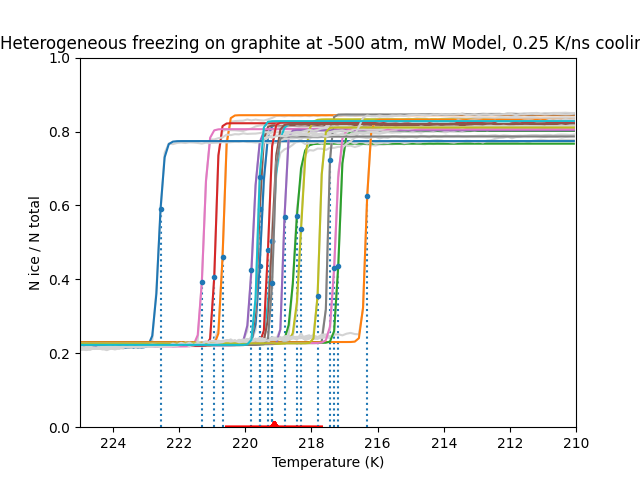 Heterogeneous freezing on graphite at -500 atm, mW Model, 0.25 K/ns coolin
1.0
0.8
0.6
0.4
0.2
0.0
N ice / N total
224 222 220 218 216 214 212 210
Temperature (K)